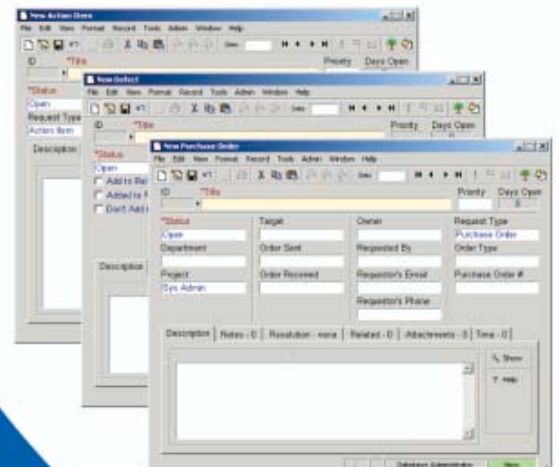 New Action Item
File Edit View Format Record Tools Admin Window Help
ID *Title Priority Days Open
*Status
Open
Request Type
Action Item
Description
New Defect
File Edit View Format Record Tools Admin Window Help
ID *Title Priority Days Open
*Status
Open
Add to Rel
Added to R
Don't Add
Description
New Purchase Order
File Edit View Format Record Tools Admin Window Help
ID *Title Priority Days Open
0
*Status Target Owner Request Type
Open Purchase Order
Department Order Sent Requested By Order Type
Project Order Received Requestor's Email Purchase Order #
Sys Admin
Requestor's Phone
Description Notes - 0 Resolution - none Related - 0 Attachments - 0 Time - 0
Show
? Help
Database Administrator New